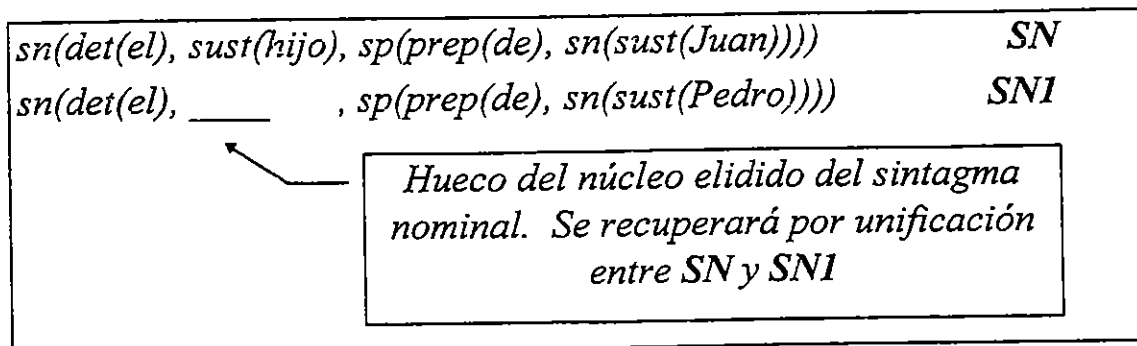 sn(det(el), sust(hijo), sp(prep(de), sn(sust(Juan)))) SN
sn(det(el), ____ , sp(prep(de), sn(sust(Pedro)))) SN1
Hueco del núcleo elidido del sintagma
nominal. Se recuperará por unificación
entre SN y SN1